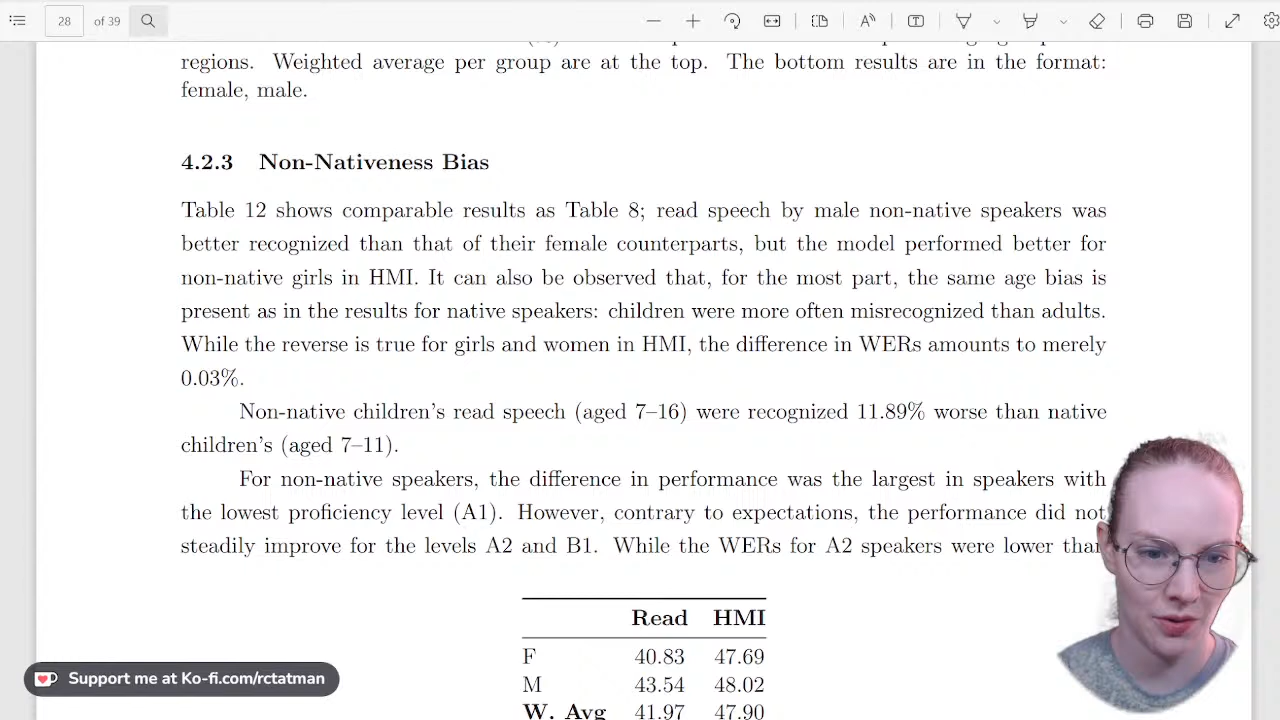 28 of 39
regions. Weighted average per group are at the top. The bottom results are in the format:
female, male.
4.2.3 Non-Nativeness Bias
Table 12 shows comparable results as Table 8; read speech by male non-native speakers was
better recognized than that of their female counterparts, but the model performed better for
non-native girls in HMI. It can also be observed that, for the most part, the same age bias is
present as in the results for native speakers: children were more often misrecognized than adults.
While the reverse is true for girls and women in HMI, the difference in WERs amounts to merely
0.03%.
Non-native children's read speech (aged 7–16) were recognized 11.89% worse than native
children's (aged 7–11).
For non-native speakers, the difference in performance was the largest in speakers with
the lowest proficiency level (A1). However, contrary to expectations, the performance did not
steadily improve for the levels A2 and B1. While the WERs for A2 speakers were lower than
Read HMI
F 40.83 47.69
M 43.54 48.02
W. Avg 41.97 47.90
Support me at Ko-fi.com/rctatman